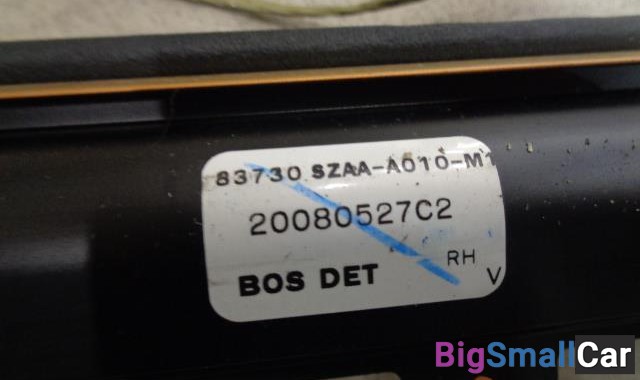 83730 SZAA-A010-M1
20080527C2
RH
BOS DET
V
BigSmallCar